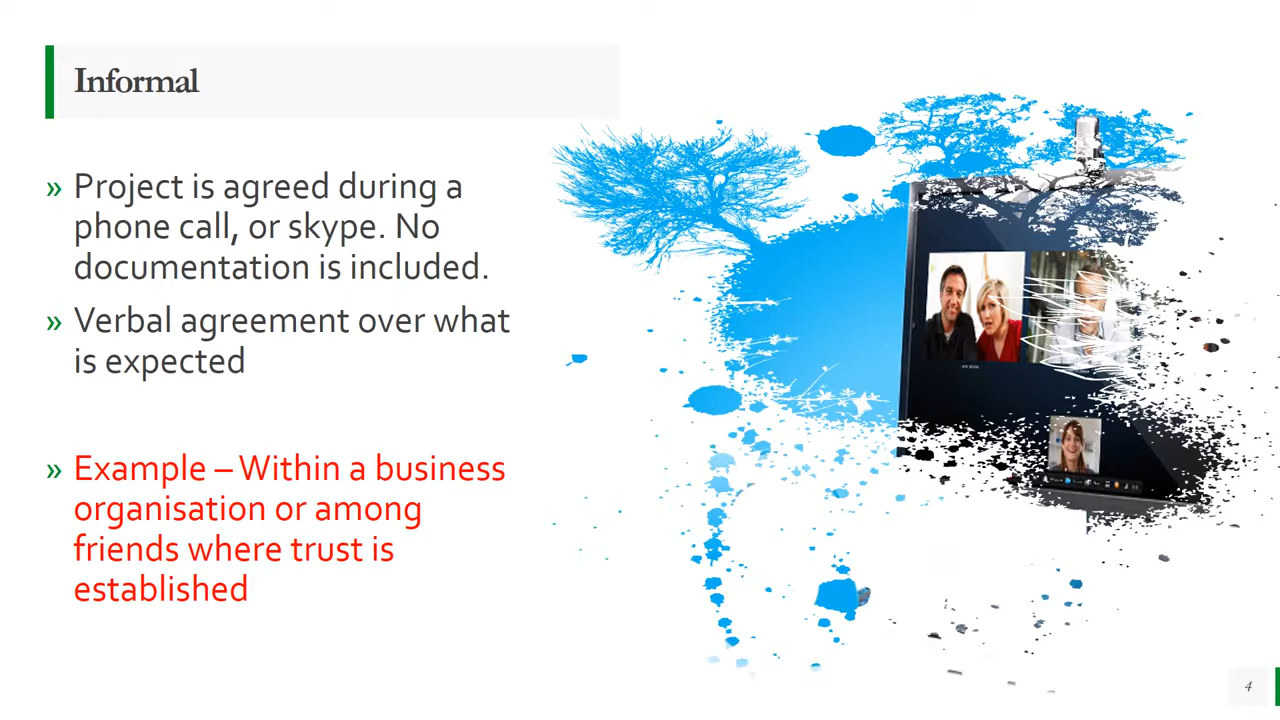 Informal
» Project is agreed during a
phone call, or skype. No
documentation is included.
» Verbal agreement over what
is expected
» Example – Within a business
organisation or among
friends where trust is
established
4